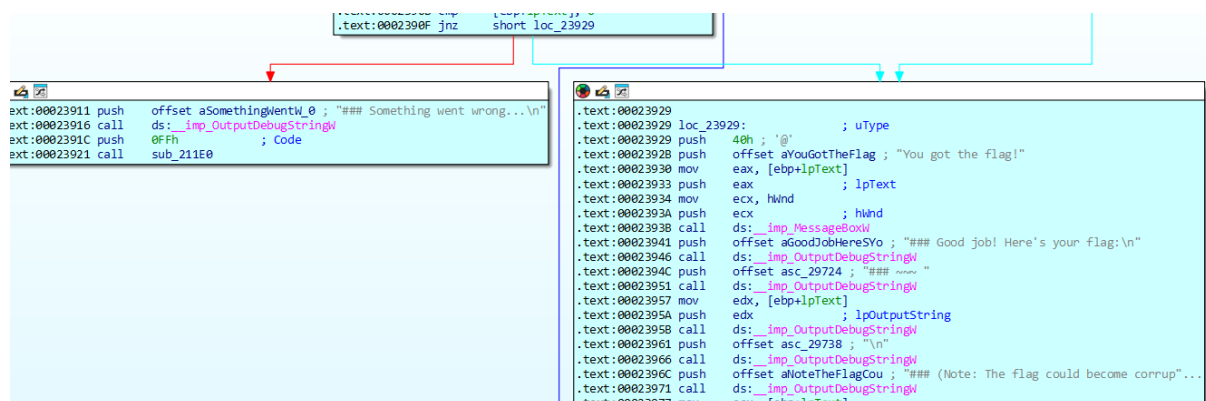 .text:0002390F jnz short loc_23929
ext:00023911 push offset aSomethingWentW_0 ; "### Something went wrong...\n"
ext:00023916 call ds:__imp_OutputDebugStringW
ext:0002391C push 0FFh ; Code
ext:00023921 call sub_211E0
.text:00023929
.text:00023929 loc_23929: ; uType
.text:00023929 push 40h ; '@'
.text:0002392B push offset aYouGotTheFlag ; "You got the flag!"
.text:00023930 mov eax, [ebp+lpText]
.text:00023933 push eax ; lpText
.text:00023934 mov ecx, hWnd
.text:0002393A push ecx ; hWnd
.text:0002393B call ds:__imp_MessageBoxW
.text:00023941 push offset aGoodJobHereSYo ; "### Good job! Here's your flag:\n"
.text:00023946 call ds:__imp_OutputDebugStringW
.text:0002394C push offset asc_29724 ; "### ~~~ "
.text:00023951 call ds:__imp_OutputDebugStringW
.text:00023957 mov edx, [ebp+lpText]
.text:0002395A push edx ; lpOutputString
.text:0002395B call ds:__imp_OutputDebugStringW
.text:00023961 push offset asc_29738 ; "\n"
.text:00023966 call ds:__imp_OutputDebugStringW
.text:0002396C push offset aNoteTheFlagCou ; "### (Note: The flag could become corrup"...
.text:00023971 call ds:__imp_OutputDebugStringW